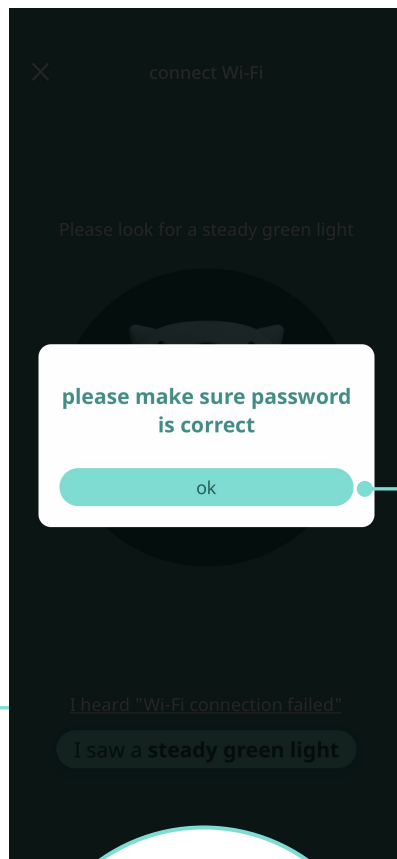 connect Wi-Fi
Please look for a steady green light
please make sure password
is correct
ok
I heard "Wi-Fi connection failed"
I saw a steady green light